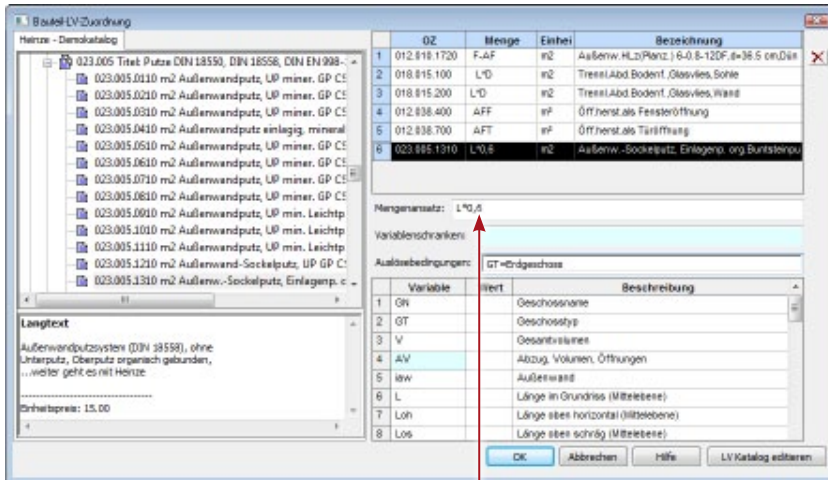 Bauteil-LV-Zuordnung
Heinze - Demokatalog
023.005 Titel: Putze DIN 18550, DIN 18558, DIN EN 998-
023.005.0110 m2 Außenwandputz, UP miner. GP CS
023.005.0210 m2 Außenwandputz, UP miner. GP CS
023.005.0310 m2 Außenwandputz, UP miner. GP CS
023.005.0410 m2 Außenwandputz einlagig, mineral
023.005.0510 m2 Außenwandputz, UP miner. GP CS
023.005.0610 m2 Außenwandputz, UP miner. GP CS
023.005.0710 m2 Außenwandputz, UP miner. GP CS
023.005.0810 m2 Außenwandputz, UP miner. GP CS
023.005.0910 m2 Außenwandputz, UP min. Leichtp
023.005.1010 m2 Außenwandputz, UP min. Leichtp
023.005.1110 m2 Außenwandputz, UP min. Leichtp
023.005.1210 m2 Außenwand-Sockelputz, UP GP CS
023.005.1310 m2 Außenw.-Sockelputz, Einlagenp. o
Langtext
Außenwandputzsystem (DIN 18558), ohne
Unterputz, Oberputz organisch gebunden,
...weiter geht es mit Heinze
----------------------------------
Einheitspreis: 15.00
OZ Menge Einhei Bezeichnung
1 012.010.1720 F-AF m2 Außenw.HLz(Planz.) 6-0.8-12DF,d=36.5 cm,Dün
2 018.015.100 L*D m2 Trennl.Abd.Bodenf.,Glasvlies,Sohle
3 018.015.200 L*D m2 Trennl.Abd.Bodenf.,Glasvlies,Wand
4 012.038.400 AFF m² Öff.herst.als Fensteröffnung
5 012.038.700 AFT m² Öff.herst.als Türöffnung
6 023.005.1310 L*0,6 m2 Außenw.-Sockelputz, Einlagenp. org.Buntsteinpu
Mengenansatz: L*0,6
Variablenschranken:
Auslösebedingungen: GT=Erdgeschoss
Variable Wert Beschreibung
1 GN Geschossname
2 GT Geschosstyp
3 V Gesamtvolumen
4 AV Abzug, Volumen, Öffnungen
5 iaw Außenwand
6 L Länge im Grundriss (Mittelebene)
7 Loh Länge oben horizontal (Mittelebene)
8 Los Länge oben schräg (Mittelebene)
OK Abbrechen Hilfe LV Katalog editieren